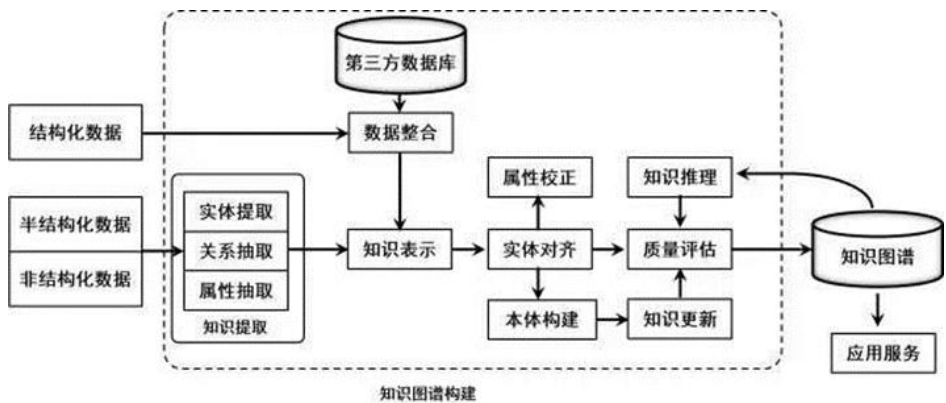 第三方数据库
结构化数据
数据整合
属性校正
知识推理
半结构化数据
非结构化数据
实体提取
关系抽取
属性抽取
知识提取
知识表示
实体对齐
质量评估
知识图谱
本体构建
知识更新
应用服务
知识图谱构建